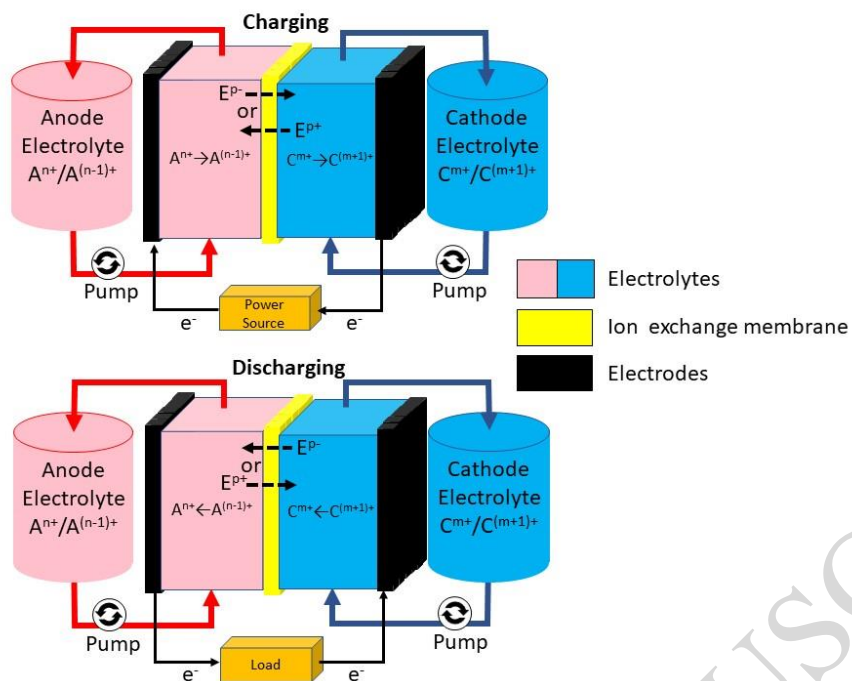 Charging
Anode
Electrolyte
Aⁿ⁺/A⁽ⁿ⁻¹⁾⁺
Eᵖ⁻
or
Eᵖ⁺
Aⁿ⁺→A⁽ⁿ⁻¹⁾⁺
Cᵐ⁺→C⁽ᵐ⁺¹⁾⁺
Cathode
Electrolyte
Cᵐ⁺/C⁽ᵐ⁺¹⁾⁺
Pump
e⁻
Power
Source
e⁻
Pump
Electrolytes
Ion exchange membrane
Electrodes
Discharging
Anode
Electrolyte
Aⁿ⁺/A⁽ⁿ⁻¹⁾⁺
Eᵖ⁻
or
Eᵖ⁺
Aⁿ⁺←A⁽ⁿ⁻¹⁾⁺
Cᵐ⁺←C⁽ᵐ⁺¹⁾⁺
Cathode
Electrolyte
Cᵐ⁺/C⁽ᵐ⁺¹⁾⁺
Pump
e⁻
Load
e⁻
Pump